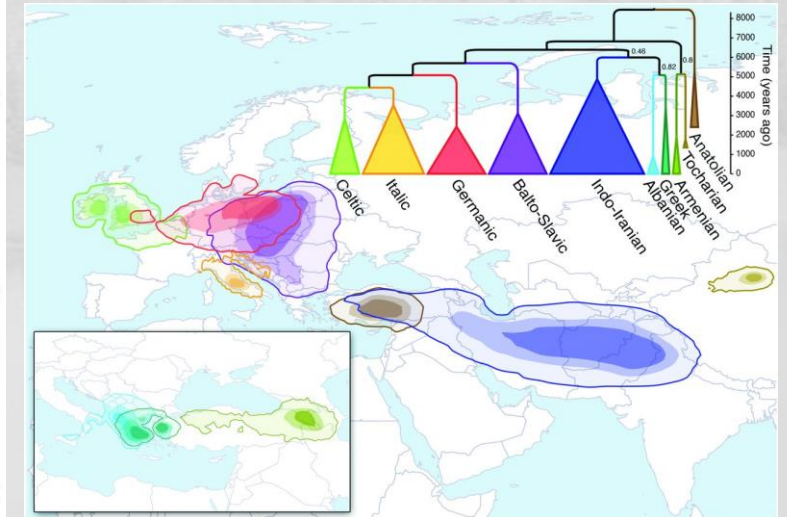 8000
7000
6000
5000
4000
3000
2000
1000
0
Time (years ago)
0.46
0.82
0.8
Celtic
Italic
Germanic
Balto-Slavic
Indo-Iranian
Albanian
Greek
Armenian
Tocharian
Anatolian